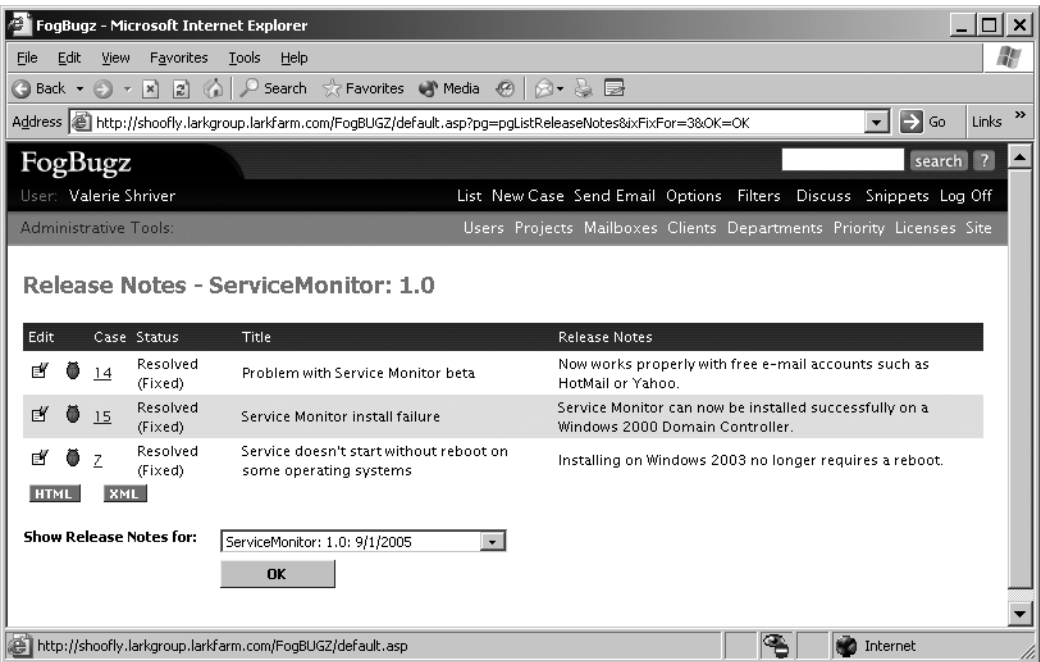 FogBugz - Microsoft Internet Explorer
File Edit View Favorites Tools Help
Back Search Favorites Media
Address http://shoofly.larkgroup.larkfarm.com/FogBUGZ/default.asp?pg=pgListReleaseNotes&ixFixFor=3&OK=OK Go Links »
FogBugz search ?
User: Valerie Shriver List New Case Send Email Options Filters Discuss Snippets Log Off
Administrative Tools: Users Projects Mailboxes Clients Departments Priority Licenses Site
Release Notes - ServiceMonitor: 1.0
Edit Case Status Title Release Notes
14 Resolved (Fixed) Problem with Service Monitor beta Now works properly with free e-mail accounts such as
HotMail or Yahoo.
15 Resolved (Fixed) Service Monitor install failure Service Monitor can now be installed successfully on a
Windows 2000 Domain Controller.
7 Resolved (Fixed) Service doesn't start without reboot on
some operating systems Installing on Windows 2003 no longer requires a reboot.
HTML XML
Show Release Notes for: ServiceMonitor: 1.0: 9/1/2005
OK
http://shoofly.larkgroup.larkfarm.com/FogBUGZ/default.asp Internet